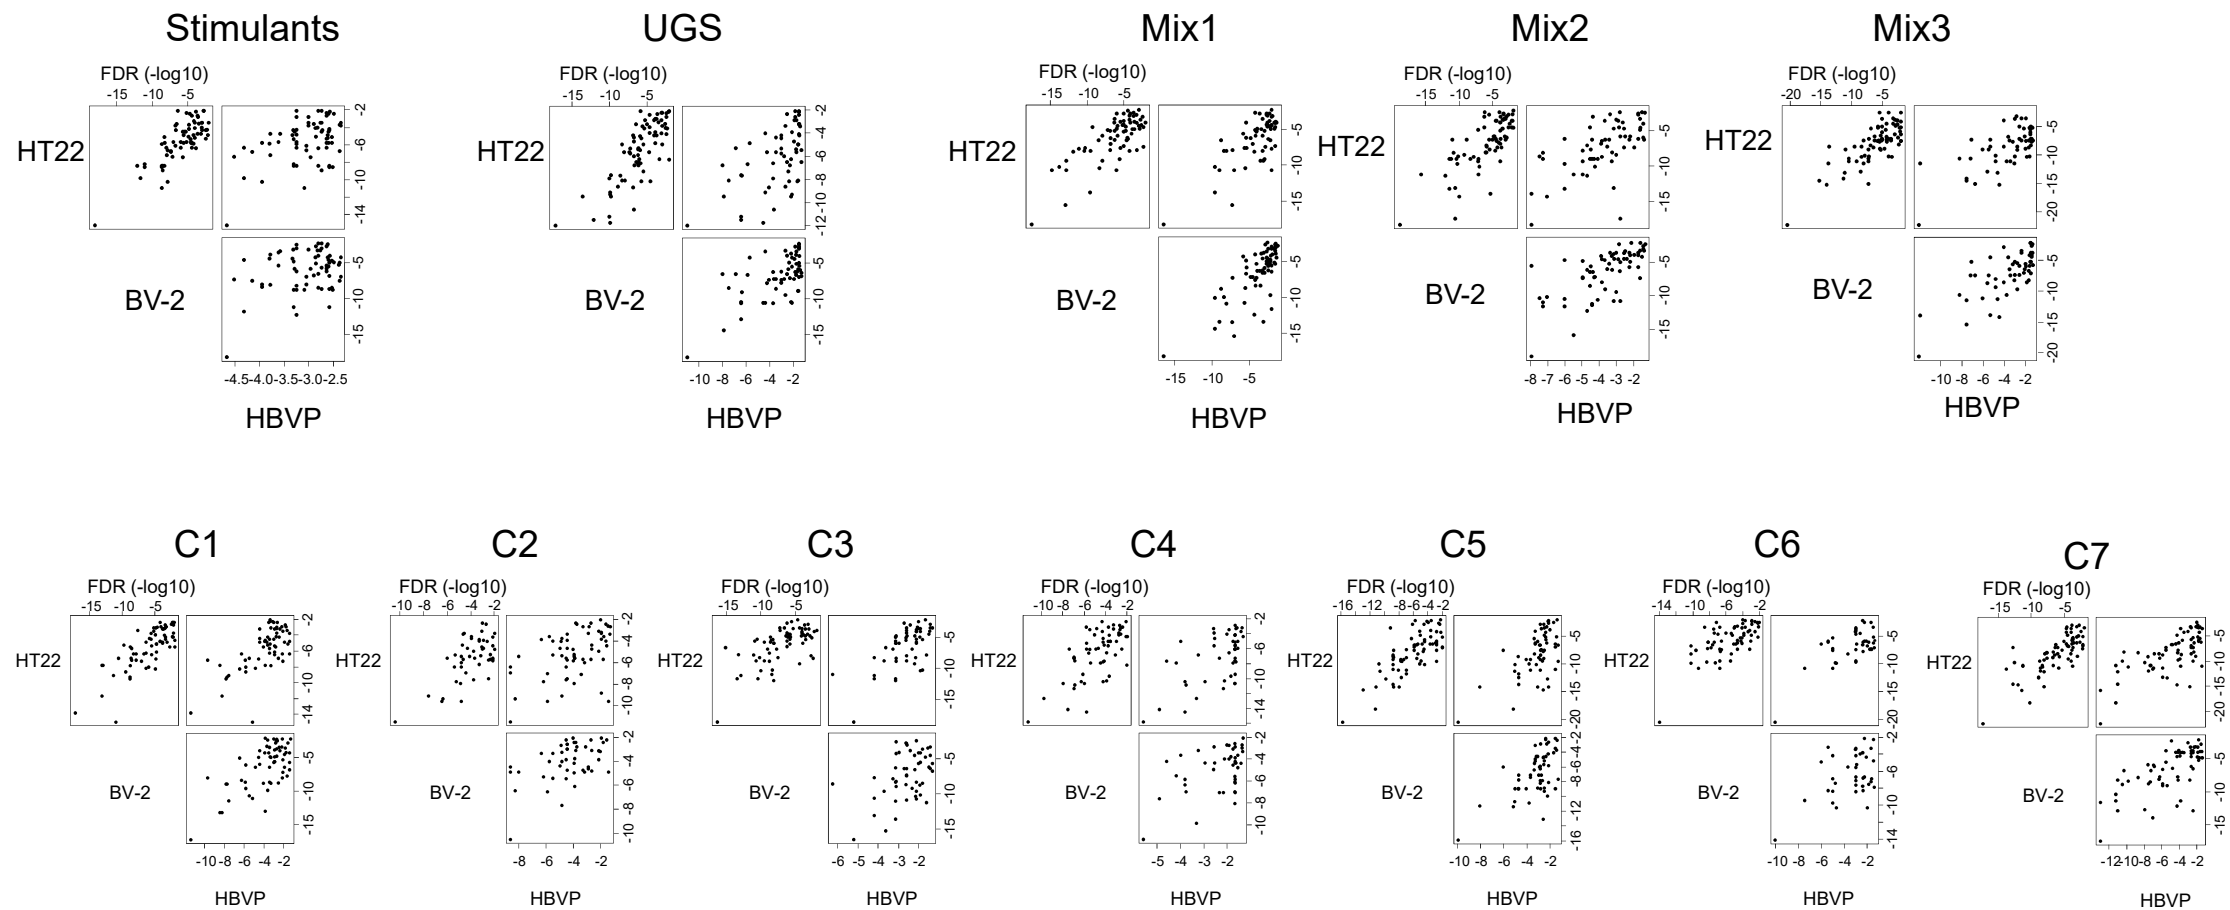 Stimulants UGS Mix1 Mix2 Mix3
FDR (-log10) FDR (-log10) FDR (-log10) FDR (-log10) FDR (-log10)
-15 -10 -5 -15 -10 -5 -15 -10 -5 -15 -10 -5 -20 -15 -10 -5
HT22 -2 -4 -6 -8 -10 -14 HT22 -2 -4 -6 -8 -10 -12 HT22 -5 -10 -15 HT22 -5 -10 -15 HT22 -5 -10 -15 -20
BV-2 -5 -10 -15 BV-2 -5 -10 -15 BV-2 -5 -10 -15 BV-2 -5 -10 -15 BV-2 -5 -10 -15 -20
-4.5 -4.0 -3.5 -3.0 -2.5 -10 -8 -6 -4 -2 -15 -10 -5 -8 -7 -6 -5 -4 -3 -2 -10 -8 -6 -4 -2
HBVP HBVP HBVP HBVP HBVP
C1 C2 C3 C4 C5 C6 C7
FDR (-log10) FDR (-log10) FDR (-log10) FDR (-log10) FDR (-log10) FDR (-log10) FDR (-log10)
-15 -10 -5 -10 -8 -6 -4 -2 -15 -10 -5 -10 -8 -6 -4 -2 -16 -12 -8 -6 -4 -2 -14 -10 -6 -2 -15 -10 -5
HT22 -2 -4 -6 -8 -10 -14 HT22 -2 -4 -6 -8 -10 HT22 -5 -10 -15 HT22 -2 -4 -6 -8 -10 -14 HT22 -5 -10 -15 -20 HT22 -5 -10 -15 -20 HT22 -5 -10 -15 -20
BV-2 -5 -10 -15 BV-2 -2 -4 -6 -8 -10 BV-2 -5 -10 -15 BV-2 -2 -4 -6 -8 -10 BV-2 -2 -4 -6 -8 -12 -16 BV-2 -2 -6 -10 -14 BV-2 -5 -10 -15
-10 -8 -6 -4 -2 -8 -6 -4 -2 -6 -5 -4 -3 -2 -5 -4 -3 -2 -10 -8 -6 -4 -2 -10 -8 -6 -4 -2 -12 -10 -8 -6 -4 -2
HBVP HBVP HBVP HBVP HBVP HBVP HBVP